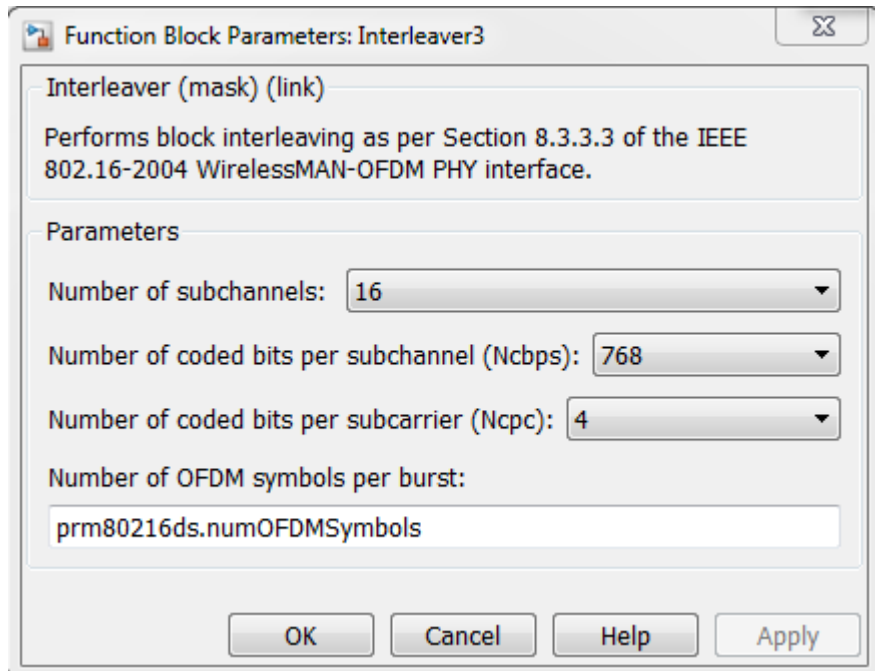 Function Block Parameters: Interleaver3
Interleaver (mask) (link)
Performs block interleaving as per Section 8.3.3.3 of the IEEE
802.16-2004 WirelessMAN-OFDM PHY interface.
Parameters
Number of subchannels: 16
Number of coded bits per subchannel (Ncbps): 768
Number of coded bits per subcarrier (Ncpc): 4
Number of OFDM symbols per burst:
prm80216ds.numOFDMSymbols
OK Cancel Help Apply